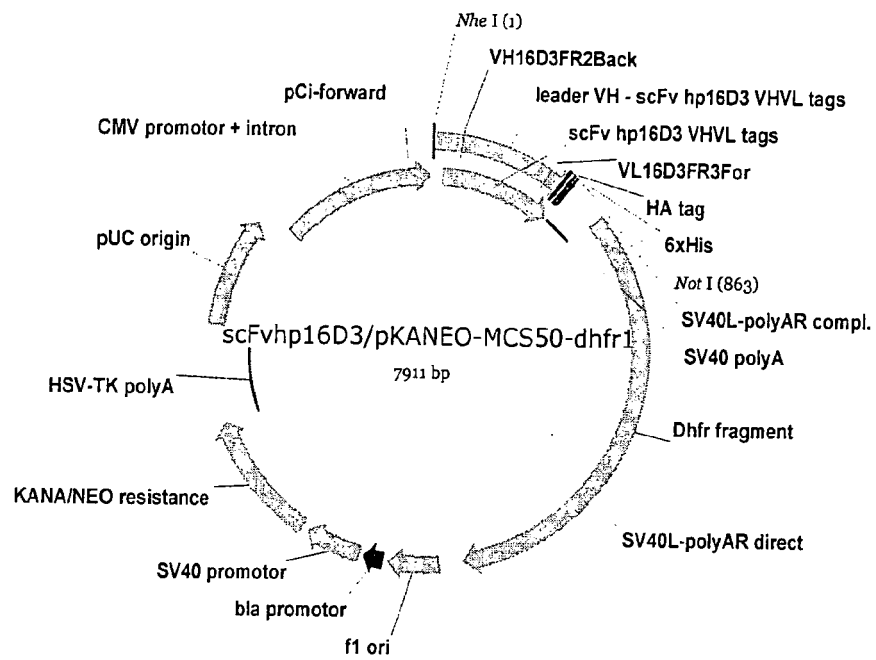 Nhe I (1)
VH16D3FR2Back
pCi-forward
leader VH - scFv hp16D3 VHVL tags
CMV promotor + intron
scFv hp16D3 VHVL tags
VL16D3FR3For
HA tag
pUC origin
6xHis
Not I (863)
SV40L-polyAR compl.
scFvhp16D3/pKANEO-MCS50-dhfr1
SV40 polyA
7911 bp
HSV-TK polyA
Dhfr fragment
KANA/NEO resistance
SV40L-polyAR direct
SV40 promotor
bla promotor
f1 ori